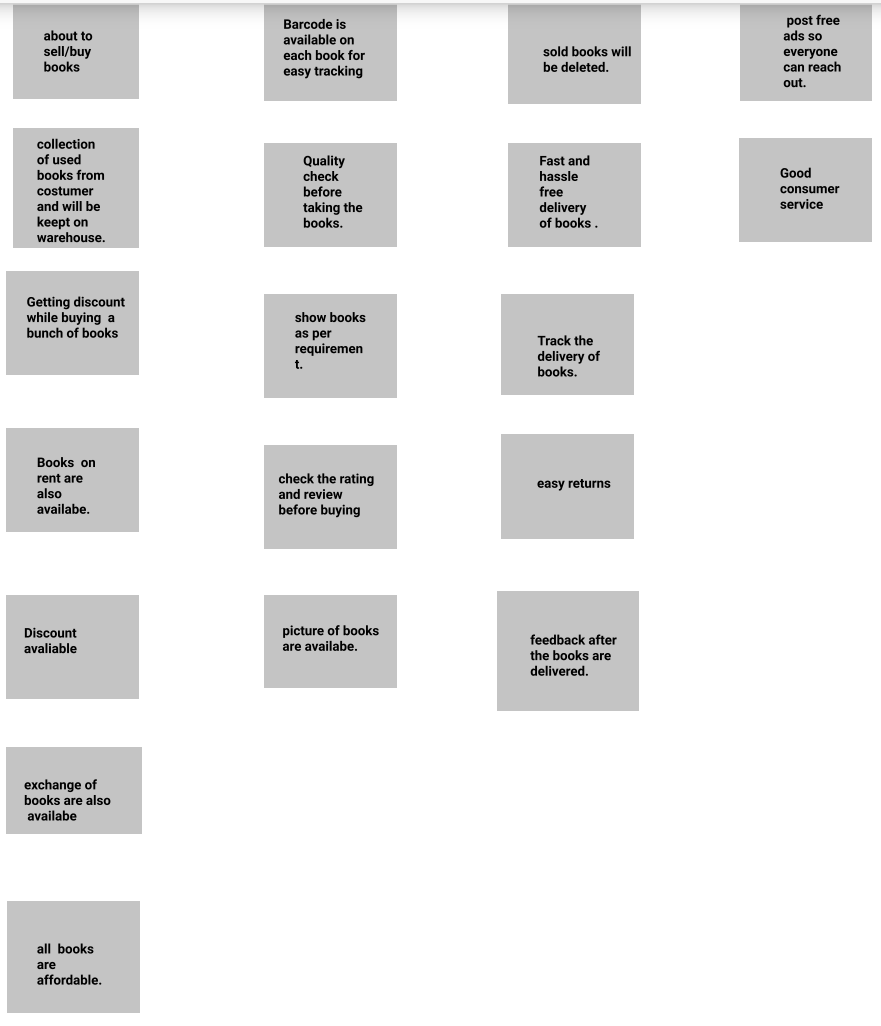 about to
sell/buy
books
collection
of used
books from
costumer
and will be
keept on
warehouse.
Getting discount
while buying a
bunch of books
Books on
rent are
also
availabe.
Discount
avaliable
exchange of
books are also
availabe
all books
are
affordable.
Barcode is
available on
each book for
easy tracking
Quality
check
before
taking the
books.
show books
as per
requiremen
t.
check the rating
and review
before buying
picture of books
are availabe.
sold books will
be deleted.
Fast and
hassle
free
delivery
of books .
Track the
delivery of
books.
easy returns
feedback after
the books are
delivered.
post free
ads so
everyone
can reach
out.
Good
consumer
service